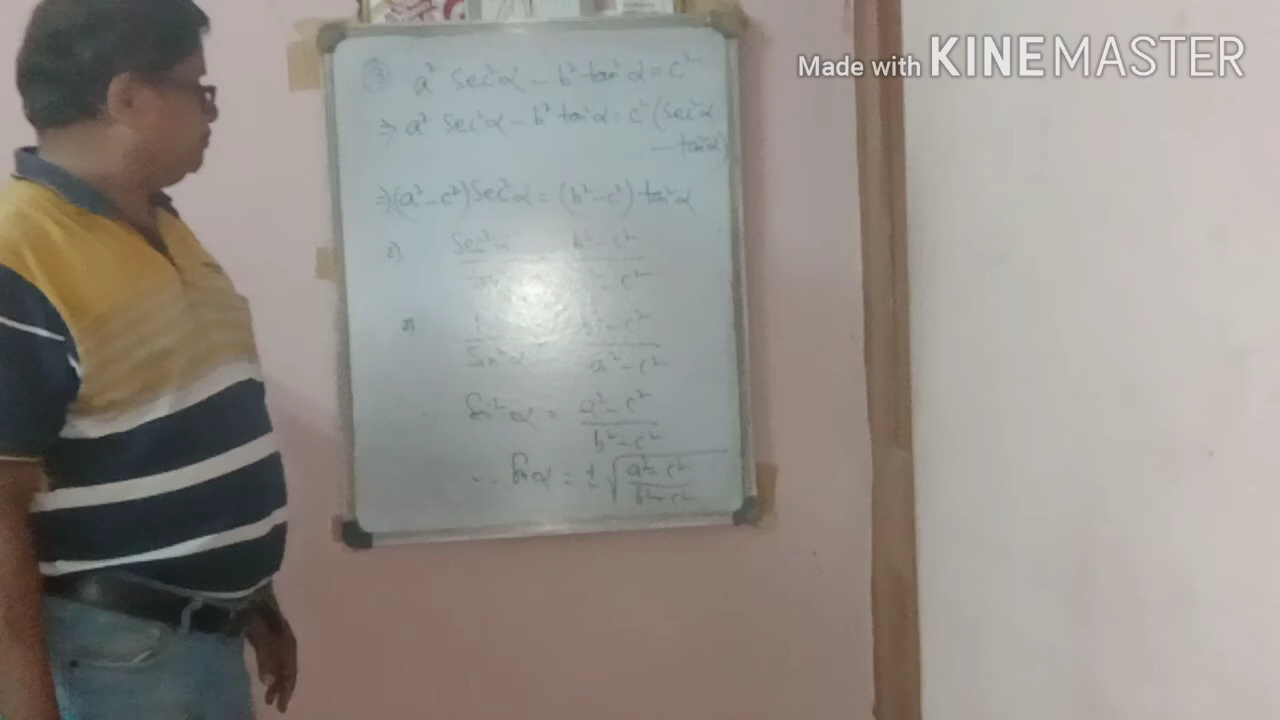 Made with KINEMASTER
③ a² sec²α - b² tan²α = c²
⇒ a² sec²α - b² tan²α = c² (sec²α
- tan²α)
⇒ (a² - c²) sec²α = (b² - c²) tan²α
sec²α b² - c²
- c²
b² - c²
sin²α a² - c²
∴ sin²α = a² - c² / b² - c²
∴ sinα = ± √(a² - c² / b² - c²)